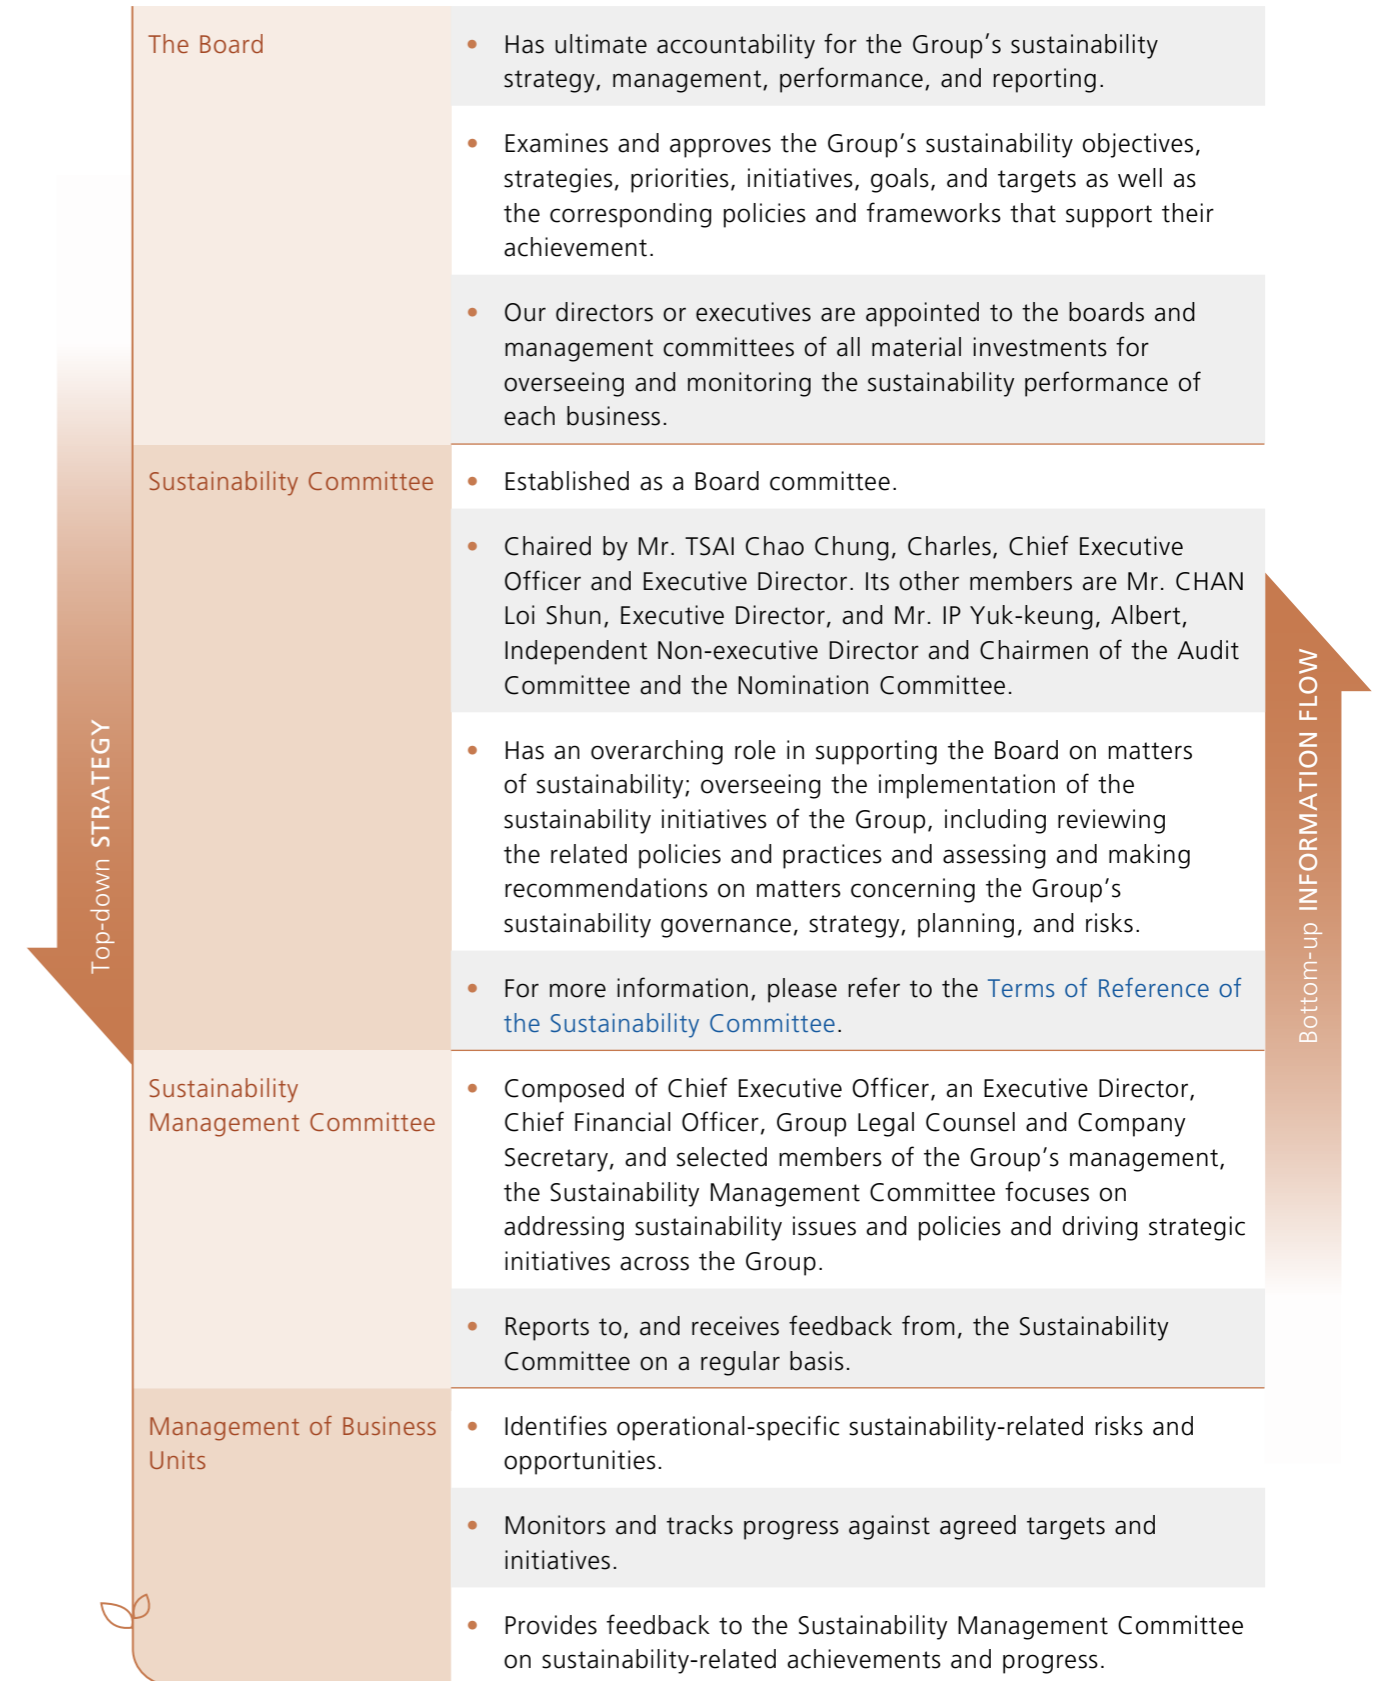 The Board
• Has ultimate accountability for the Group's sustainability
strategy, management, performance, and reporting.
• Examines and approves the Group's sustainability objectives,
strategies, priorities, initiatives, goals, and targets as well as
the corresponding policies and frameworks that support their
achievement.
• Our directors or executives are appointed to the boards and
management committees of all material investments for
overseeing and monitoring the sustainability performance of
each business.
Sustainability Committee
• Established as a Board committee.
• Chaired by Mr. TSAI Chao Chung, Charles, Chief Executive
Officer and Executive Director. Its other members are Mr. CHAN
Loi Shun, Executive Director, and Mr. IP Yuk-keung, Albert,
Independent Non-executive Director and Chairmen of the Audit
Committee and the Nomination Committee.
• Has an overarching role in supporting the Board on matters
of sustainability; overseeing the implementation of the
sustainability initiatives of the Group, including reviewing
the related policies and practices and assessing and making
recommendations on matters concerning the Group's
sustainability governance, strategy, planning, and risks.
• For more information, please refer to the Terms of Reference of
the Sustainability Committee.
Sustainability
Management Committee
• Composed of Chief Executive Officer, an Executive Director,
Chief Financial Officer, Group Legal Counsel and Company
Secretary, and selected members of the Group's management,
the Sustainability Management Committee focuses on
addressing sustainability issues and policies and driving strategic
initiatives across the Group.
• Reports to, and receives feedback from, the Sustainability
Committee on a regular basis.
Management of Business
Units
• Identifies operational-specific sustainability-related risks and
opportunities.
• Monitors and tracks progress against agreed targets and
initiatives.
• Provides feedback to the Sustainability Management Committee
on sustainability-related achievements and progress.
Top-down STRATEGY
Bottom-up INFORMATION FLOW